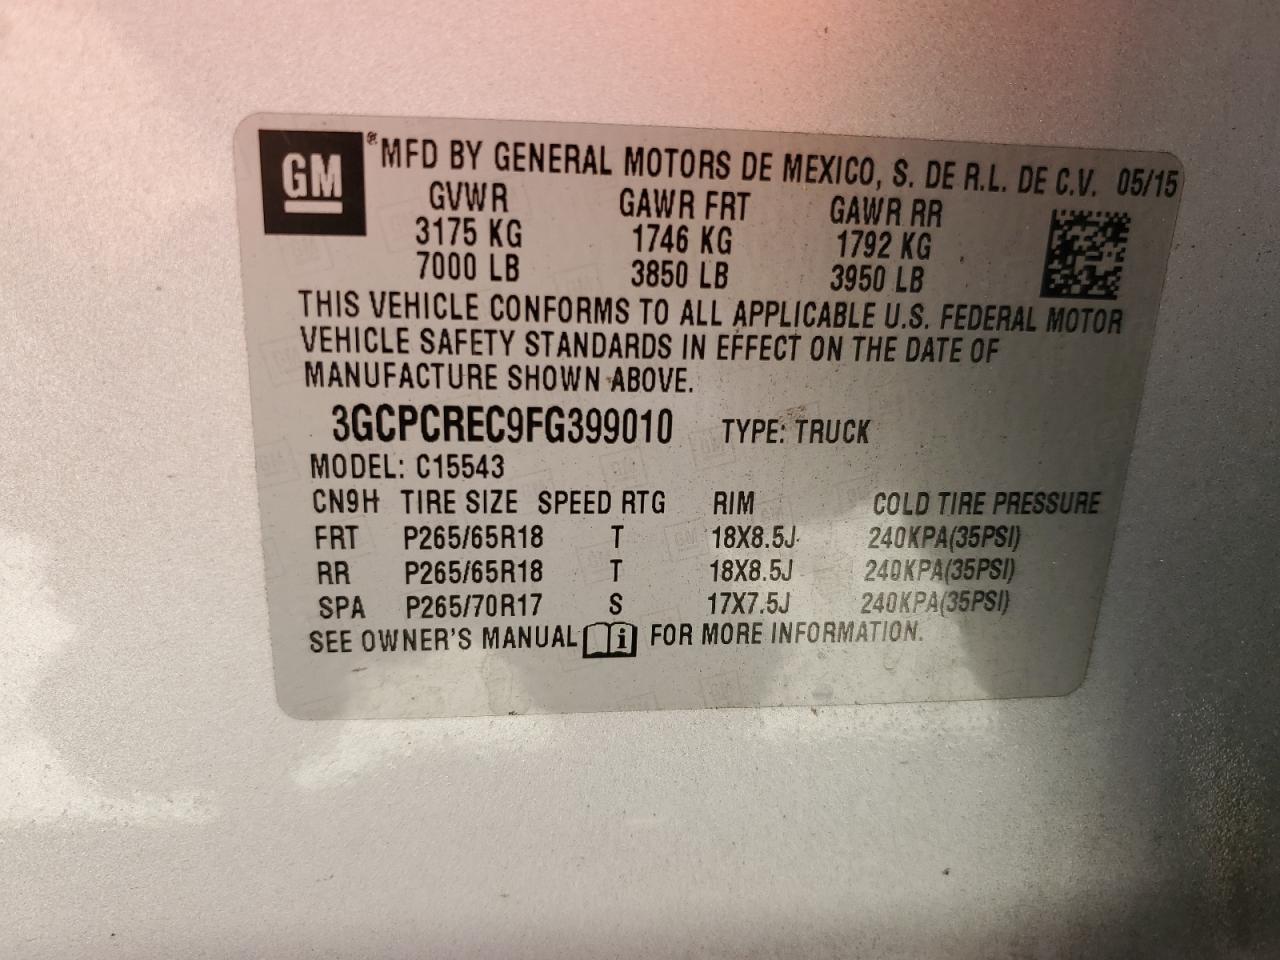 GM ® MFD BY GENERAL MOTORS DE MEXICO, S. DE R.L. DE C.V. 05/15
GVWR GAWR FRT GAWR RR
3175 KG 1746 KG 1792 KG
7000 LB 3850 LB 3950 LB
THIS VEHICLE CONFORMS TO ALL APPLICABLE U.S. FEDERAL MOTOR
VEHICLE SAFETY STANDARDS IN EFFECT ON THE DATE OF
MANUFACTURE SHOWN ABOVE.
3GCPCREC9FG399010 TYPE: TRUCK
MODEL: C15543
CN9H TIRE SIZE SPEED RTG RIM COLD TIRE PRESSURE
FRT P265/65R18 T 18X8.5J 240KPA(35PSI)
RR P265/65R18 T 18X8.5J 240KPA(35PSI)
SPA P265/70R17 S 17X7.5J 240KPA(35PSI)
SEE OWNER'S MANUAL i FOR MORE INFORMATION.